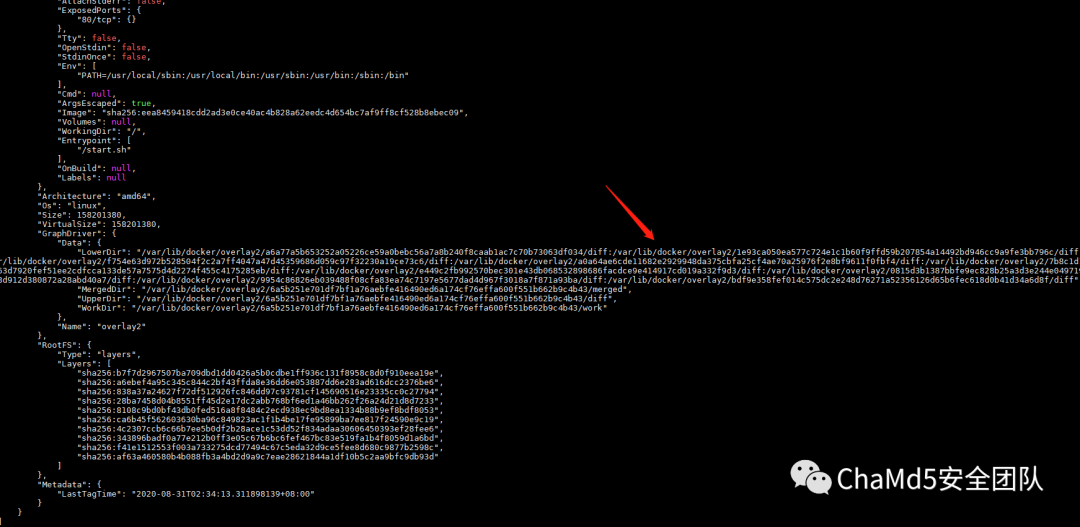 "AttachStderr": false,
"ExposedPorts": {
"80/tcp": {}
},
"Tty": false,
"OpenStdin": false,
"StdinOnce": false,
"Env": [
"PATH=/usr/local/sbin:/usr/local/bin:/usr/sbin:/usr/bin:/sbin:/bin"
],
"Cmd": null,
"ArgsEscaped": true,
"Image": "sha256:eea8459418cdd2ad3e0ce40ac4b828a62eedc4d654bc7af9ff8cf528b8ebec09",
"Volumes": null,
"WorkingDir": "/",
"Entrypoint": [
"/start.sh"
],
"OnBuild": null,
"Labels": null
},
"Architecture": "amd64",
"Os": "linux",
"Size": 158201380,
"VirtualSize": 158201380,
"GraphDriver": {
"Data": {
"LowerDir": "/var/lib/docker/overlay2/a6a77a5b653252a05226ce59a0bebc56a7a8b240f8caab1ac7c70b73063df034/diff:/var/lib/docker/overlay2/1e93ca050ea577c724e1c1b60f9ffd59b207854a14492bd946cc9a9fe3bb796c/diff
r/lib/docker/overlay2/f754e63d972b528504f2c2a7ff4047a47d45359686d059c97f32230a19ce73c6/diff:/var/lib/docker/overlay2/a0a64ae6cde11682e2929948da375cbfa25cf4ae70a25976f2e8bf9611f0fbf4/diff:/var/lib/docker/overlay2/7b8c1d
63d7920fef51ee2cdfcca133de57a7575d4d2274f455c4175285eb/diff:/var/lib/docker/overlay2/e449c2fb992570bec301e43db068532898686facdce9e414917cd019a332f9d3/diff:/var/lib/docker/overlay2/0815d3b1387bbfe9ec828b25a3d3e244e04971
3d912d380872a28abd40a7/diff:/var/lib/docker/overlay2/9954c86826eb039488f08cfa83ea74c7197e5677dad4d967f3018a7f871a93ba/diff:/var/lib/docker/overlay2/bdf9e358fef014c575dc2e248d76271a52356126d65b6fec618d0b41d34a6d8f/diff"
"MergedDir": "/var/lib/docker/overlay2/6a5b251e701df7bf1a76aebfe416490ed6a174cf76effa600f551b662b9c4b43/merged",
"UpperDir": "/var/lib/docker/overlay2/6a5b251e701df7bf1a76aebfe416490ed6a174cf76effa600f551b662b9c4b43/diff",
"WorkDir": "/var/lib/docker/overlay2/6a5b251e701df7bf1a76aebfe416490ed6a174cf76effa600f551b662b9c4b43/work"
},
"Name": "overlay2"
},
"RootFS": {
"Type": "layers",
"Layers": [
"sha256:b7f7d2967507ba709dbd1dd0426a5b0cdbe1ff936c131f8958c8d0f910eea19e",
"sha256:a6ebef4a95c345c844c2bf43ffda8e36dd6e053887dd6e283ad616dcc2376be6",
"sha256:838a37a24627f72df512926fc846dd97c93781cf145690516e23335cc0c27794",
"sha256:28ba7458d04b8551ff45d2e17dc2abb768bf6ed1a46bb262f26a24d21d8d7233",
"sha256:8108c9bd0bf43db0fed516a8f8484c2ecd938ec9bd8ea1334b88b9ef8bdf8053",
"sha256:ca6b45f562603630ba96c849823ac1f1b4be17fe95899ba7ee817f24590e9c19",
"sha256:4c2307ccb6c66b7ee5b0df2b28ace1c53dd52f834adaa30606450393ef28fee6",
"sha256:343896badf0a77e212b0ff3e05c67b6bc6fef467bc83e519fa1b4f8059d1a6bd",
"sha256:f41e1512553f003a733275dcd77494c67c5eda32d9ce5fee8d680c9877b2598c",
"sha256:af63a460580b4b088fb3a4bd2d9a9c7eae28621844a1df10b5c2aa9bfc9db93d"
]
},
"Metadata": {
"LastTagTime": "2020-08-31T02:34:13.311898139+08:00"
}
}
ChaMd5安全团队